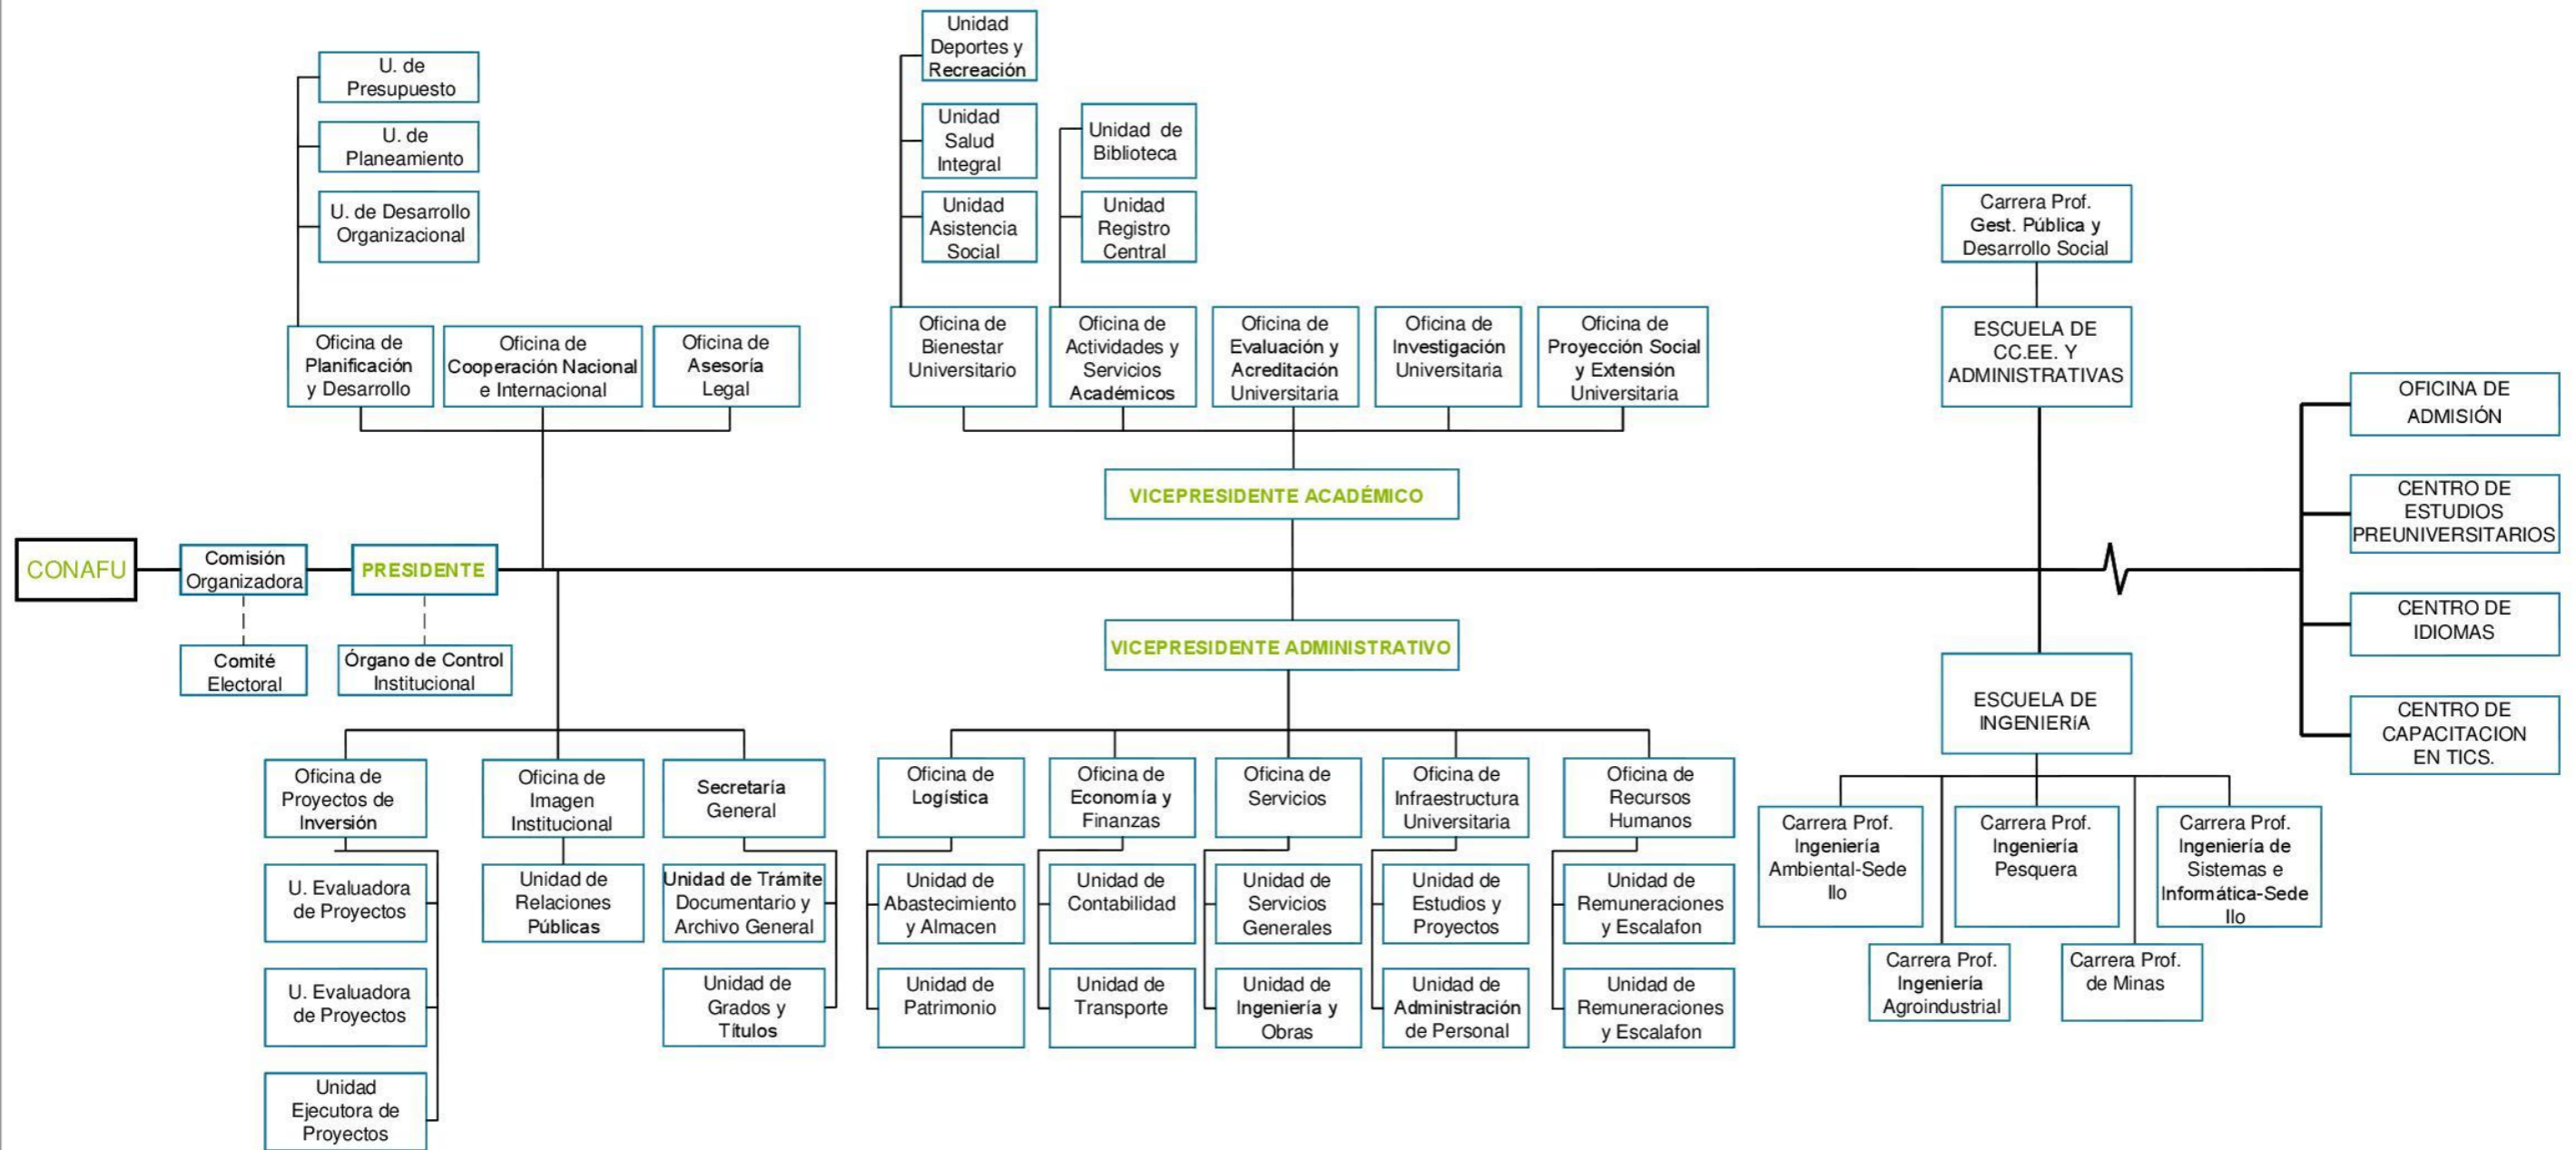 U. de
Presupuesto
U. de
Planeamiento
U. de Desarrollo
Organizacional
Oficina de
Planificación
y Desarrollo
Oficina de
Cooperación Nacional
e Internacional
Oficina de
Asesoría
Legal
Unidad
Deportes y
Recreación
Unidad
Salud
Integral
Unidad
Asistencia
Social
Unidad de
Biblioteca
Unidad
Registro
Central
Oficina de
Bienestar
Universitario
Oficina de
Actividades y
Servicios
Académicos
Oficina de
Evaluación y
Acreditación
Universitaria
Oficina de
Investigación
Universitaria
Oficina de
Proyección Social
y Extensión
Universitaria
Carrera Prof.
Gest. Pública y
Desarrollo Social
ESCUELA DE
CC.EE. Y
ADMINISTRATIVAS
VICEPRESIDENTE ACADÉMICO
CONAFU
Comisión
Organizadora
PRESIDENTE
Comité
Electoral
Órgano de Control
Institucional
VICEPRESIDENTE ADMINISTRATIVO
OFICINA DE
ADMISIÓN
CENTRO DE
ESTUDIOS
PREUNIVERSITARIOS
CENTRO DE
IDIOMAS
CENTRO DE
CAPACITACION
EN TICS.
ESCUELA DE
INGENIERíA
Oficina de
Proyectos de
Inversión
U. Evaluadora
de Proyectos
U. Evaluadora
de Proyectos
Unidad
Ejecutora de
Proyectos
Oficina de
Imagen
Institucional
Unidad de
Relaciones
Públicas
Secretaría
General
Unidad de Trámite
Documentario y
Archivo General
Unidad de
Grados y
Títulos
Oficina de
Logística
Unidad de
Abastecimiento
y Almacen
Unidad de
Patrimonio
Oficina de
Economía y
Finanzas
Unidad de
Contabilidad
Unidad de
Transporte
Oficina de
Servicios
Unidad de
Servicios
Generales
Unidad de
Ingeniería y
Obras
Oficina de
Infraestructura
Universitaria
Unidad de
Estudios y
Proyectos
Unidad de
Administración
de Personal
Oficina de
Recursos
Humanos
Unidad de
Remuneraciones
y Escalafon
Unidad de
Remuneraciones
y Escalafon
Carrera Prof.
Ingeniería
Ambiental-Sede
Ilo
Carrera Prof.
Ingeniería
Pesquera
Carrera Prof.
Ingeniería de
Sistemas e
Informática-Sede
Ilo
Carrera Prof.
Ingeniería
Agroindustrial
Carrera Prof.
de Minas